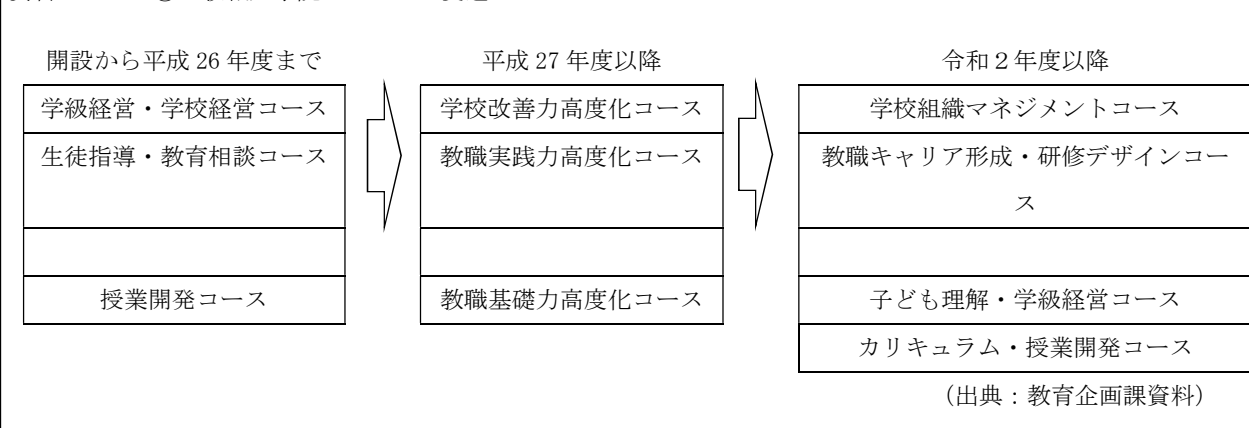 開設から平成 26 年度まで
学級経営・学校経営コース
生徒指導・教育相談コース
授業開発コース
平成 27 年度以降
学校改善力高度化コース
教職実践力高度化コース
教職基礎力高度化コース
令和２年度以降
学校組織マネジメントコース
教職キャリア形成・研修デザインコー
ス
子ども理解・学級経営コース
カリキュラム・授業開発コース
（出典：教育企画課資料）